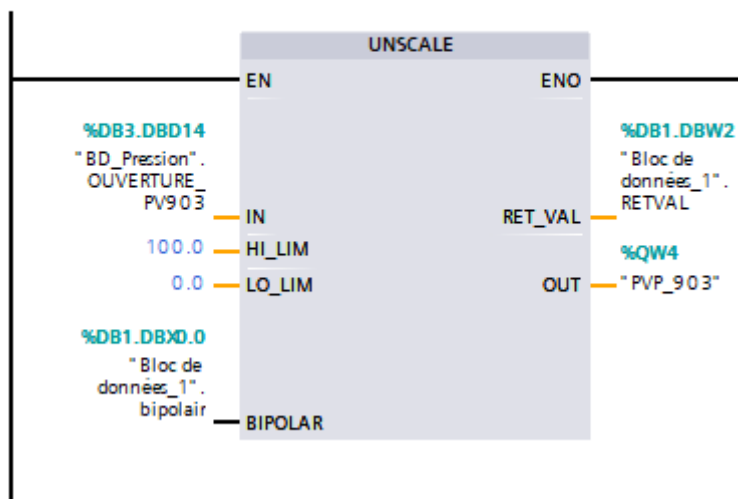 UNSCALE
EN
ENO
%DB3.DBD14
"BD_Pression".
OUVERTURE_
PV903
IN
100.0
HI_LIM
0.0
LO_LIM
%DB1.DBX0.0
"Bloc de
données_1".
bipolair
BIPOLAR
%DB1.DBW2
"Bloc de
données_1".
RETVAL
RET_VAL
%QW4
OUT
"PVP_903"